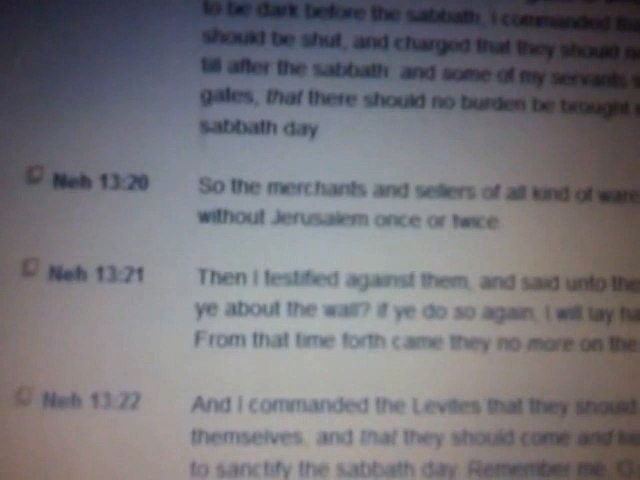 to be dark before the sabbath, I commanded
should be shut, and charged that they should
till after the sabbath: and some of my servants
gates, that there should no burden be brought
sabbath day.
Neh 13:20 So the merchants and sellers of all kind of ware
without Jerusalem once or twice.
Neh 13:21 Then I testified against them, and said unto the
ye about the wall? if ye do so again, I will lay ha
From that time forth came they no more on the
Neh 13:22 And I commanded the Levites that they should
themselves, and that they should come and
to sanctify the sabbath day. Remember me,